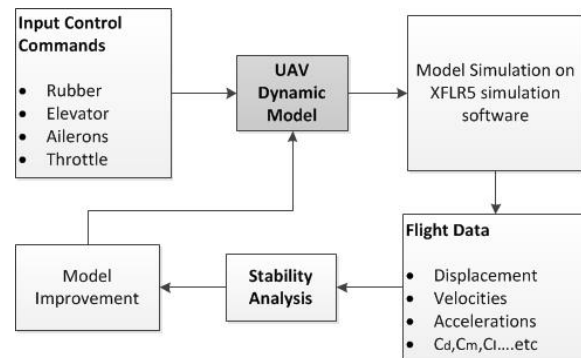 Input Control
Commands
• Rubber
• Elevator
• Ailerons
• Throttle
UAV
Dynamic
Model
Model Simulation on
XFLR5 simulation
software
Flight Data
• Displacement
• Velocities
• Accelerations
• Cd,Cm,Cl....etc
Stability
Analysis
Model
Improvement